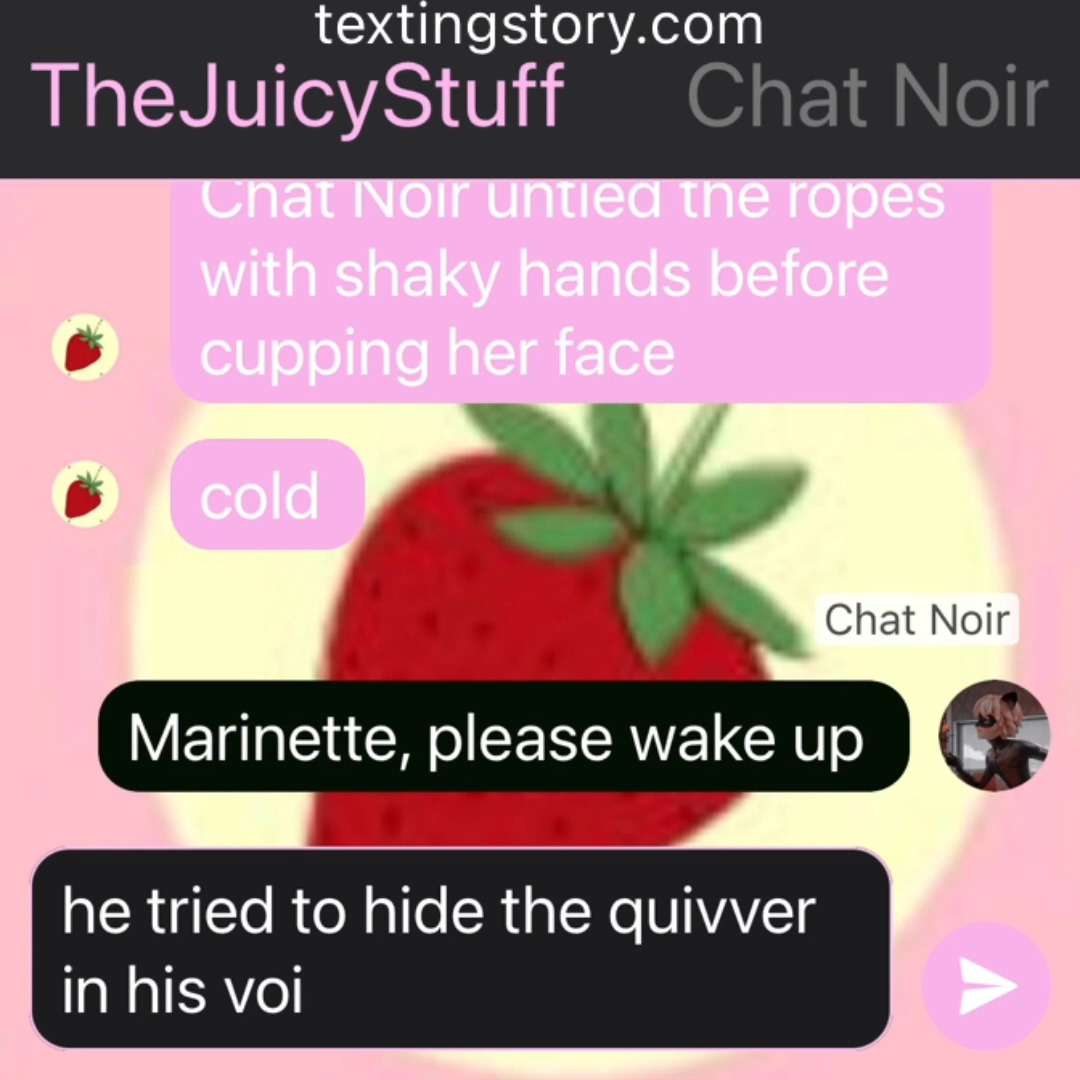 textingstory.com
TheJuicyStuff Chat Noir
Chat Noir untied the ropes
with shaky hands before
cupping her face
cold
Chat Noir
Marinette, please wake up
he tried to hide the quivver
in his voi